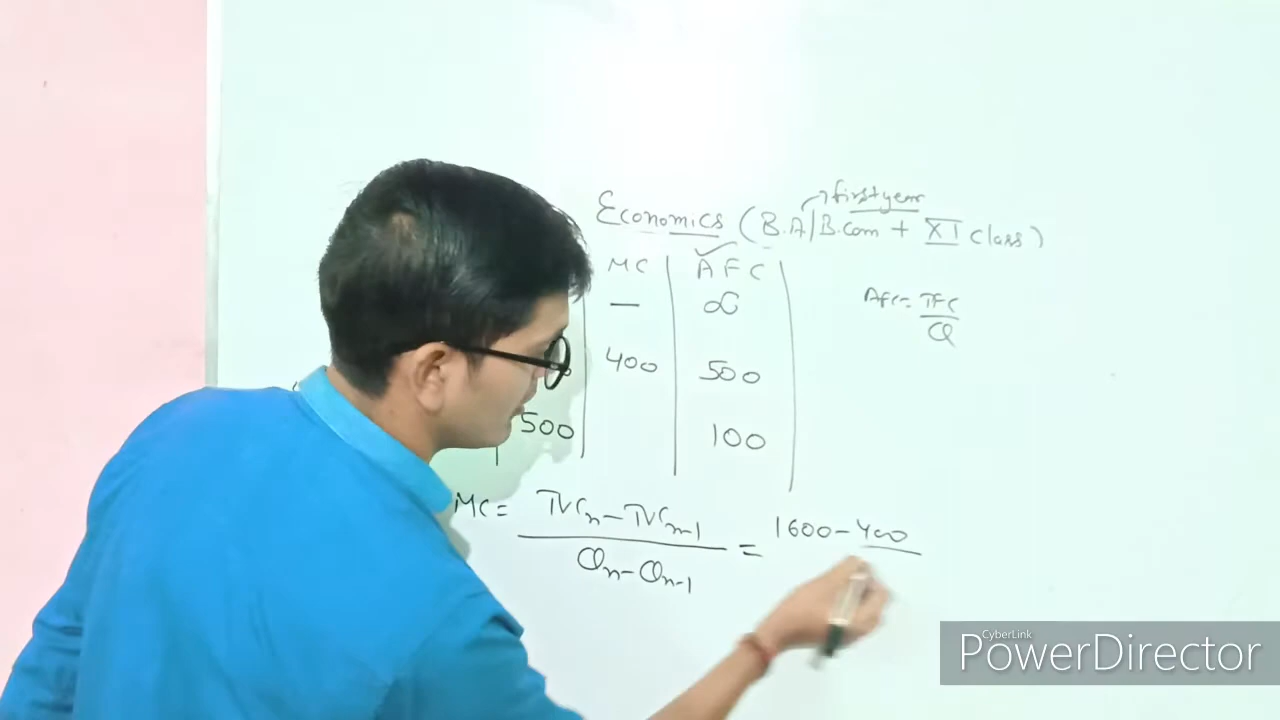 first year
Economics (B.A/B.Com + XI Class)
MC AFC
— ∞
400 500
500 100
AFC = TFC/Q
MC = TVCn - TVCn-1 / Qn - Qn-1 = 1600 - 400
CyberLink
PowerDirector